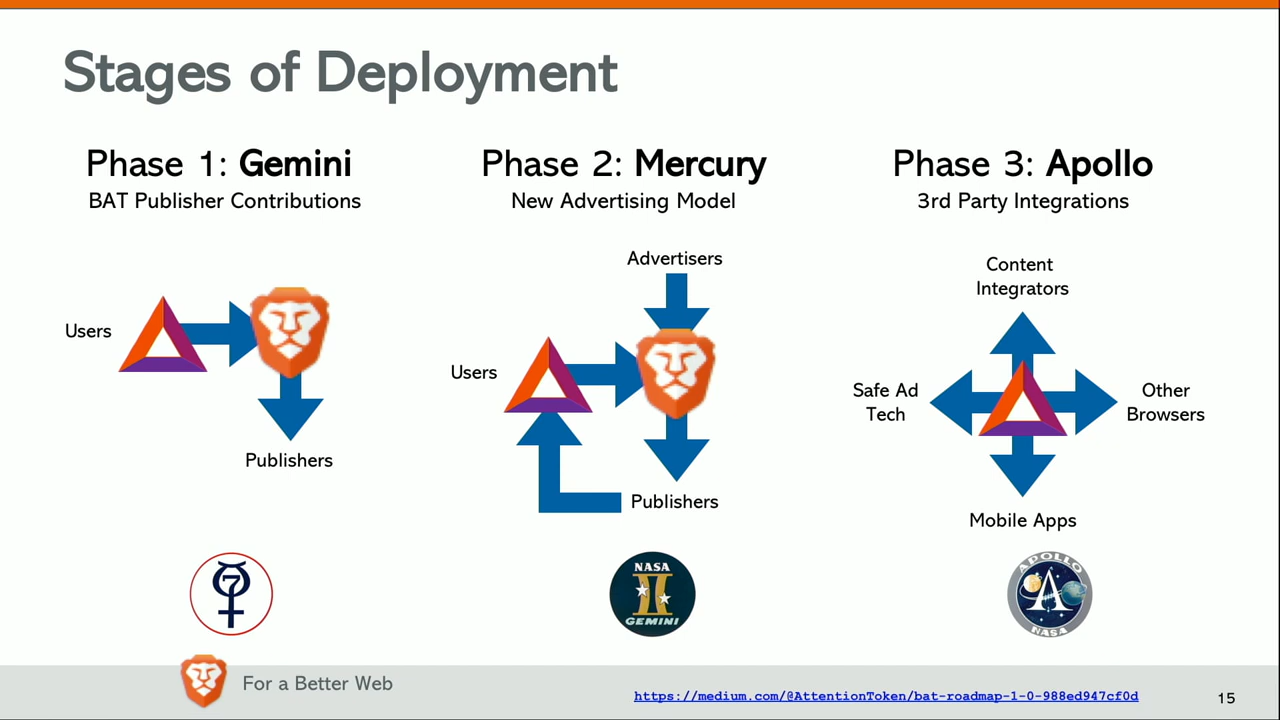 Stages of Deployment
Phase 1: Gemini
BAT Publisher Contributions
Users
Publishers
Phase 2: Mercury
New Advertising Model
Advertisers
Users
Publishers
Phase 3: Apollo
3rd Party Integrations
Content
Integrators
Safe Ad
Tech
Other
Browsers
Mobile Apps
7
NASA
GEMINI
APOLLO
A
NASA
For a Better Web
https://medium.com/@AttentionToken/bat-roadmap-1-0-988ed947cf0d
15